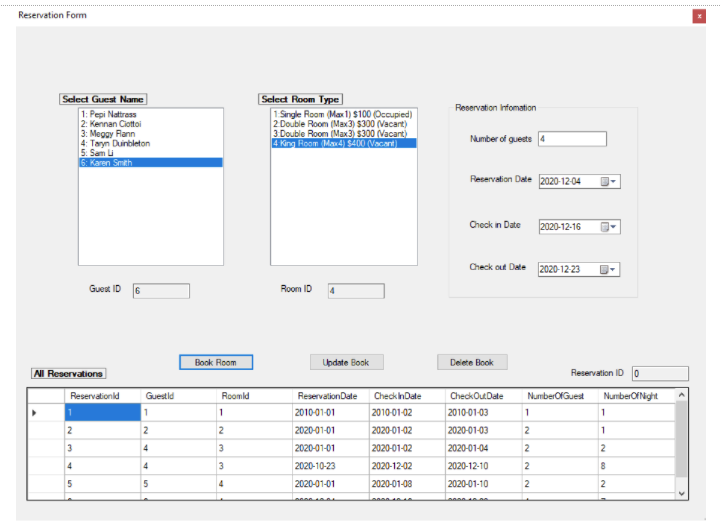 Reservation Form
x
Select Guest Name
1: Pepi Nattrass
2: Kennan Ciottoi
3: Meggy Flann
4: Taryn Duinbleton
5: Sam Li
6: Karen Smith
Guest ID 6
Select Room Type
1:Single Room (Max1) $100 (Occupied)
2:Double Room (Max3) $300 (Vacant)
3:Double Room (Max3) $300 (Vacant)
4:King Room (Max4) $400 (Vacant)
Room ID 4
Reservation Infomation
Number of guests 4
Reservation Date 2020-12-04
Check in Date 2020-12-16
Check out Date 2020-12-23
Book Room Update Book Delete Book
All Reservations
Reservation ID 0
ReservationId GuestId RoomId ReservationDate CheckInDate CheckOutDate NumberOfGuest NumberOfNight
1 1 1 2010-01-01 2010-01-02 2010-01-03 1 1
2 2 2 2020-01-01 2020-01-02 2020-01-03 2 1
3 4 3 2020-01-01 2020-01-02 2020-01-04 2 2
4 4 3 2020-10-23 2020-12-02 2020-12-10 2 8
5 5 4 2020-01-01 2020-01-08 2020-01-10 2 2